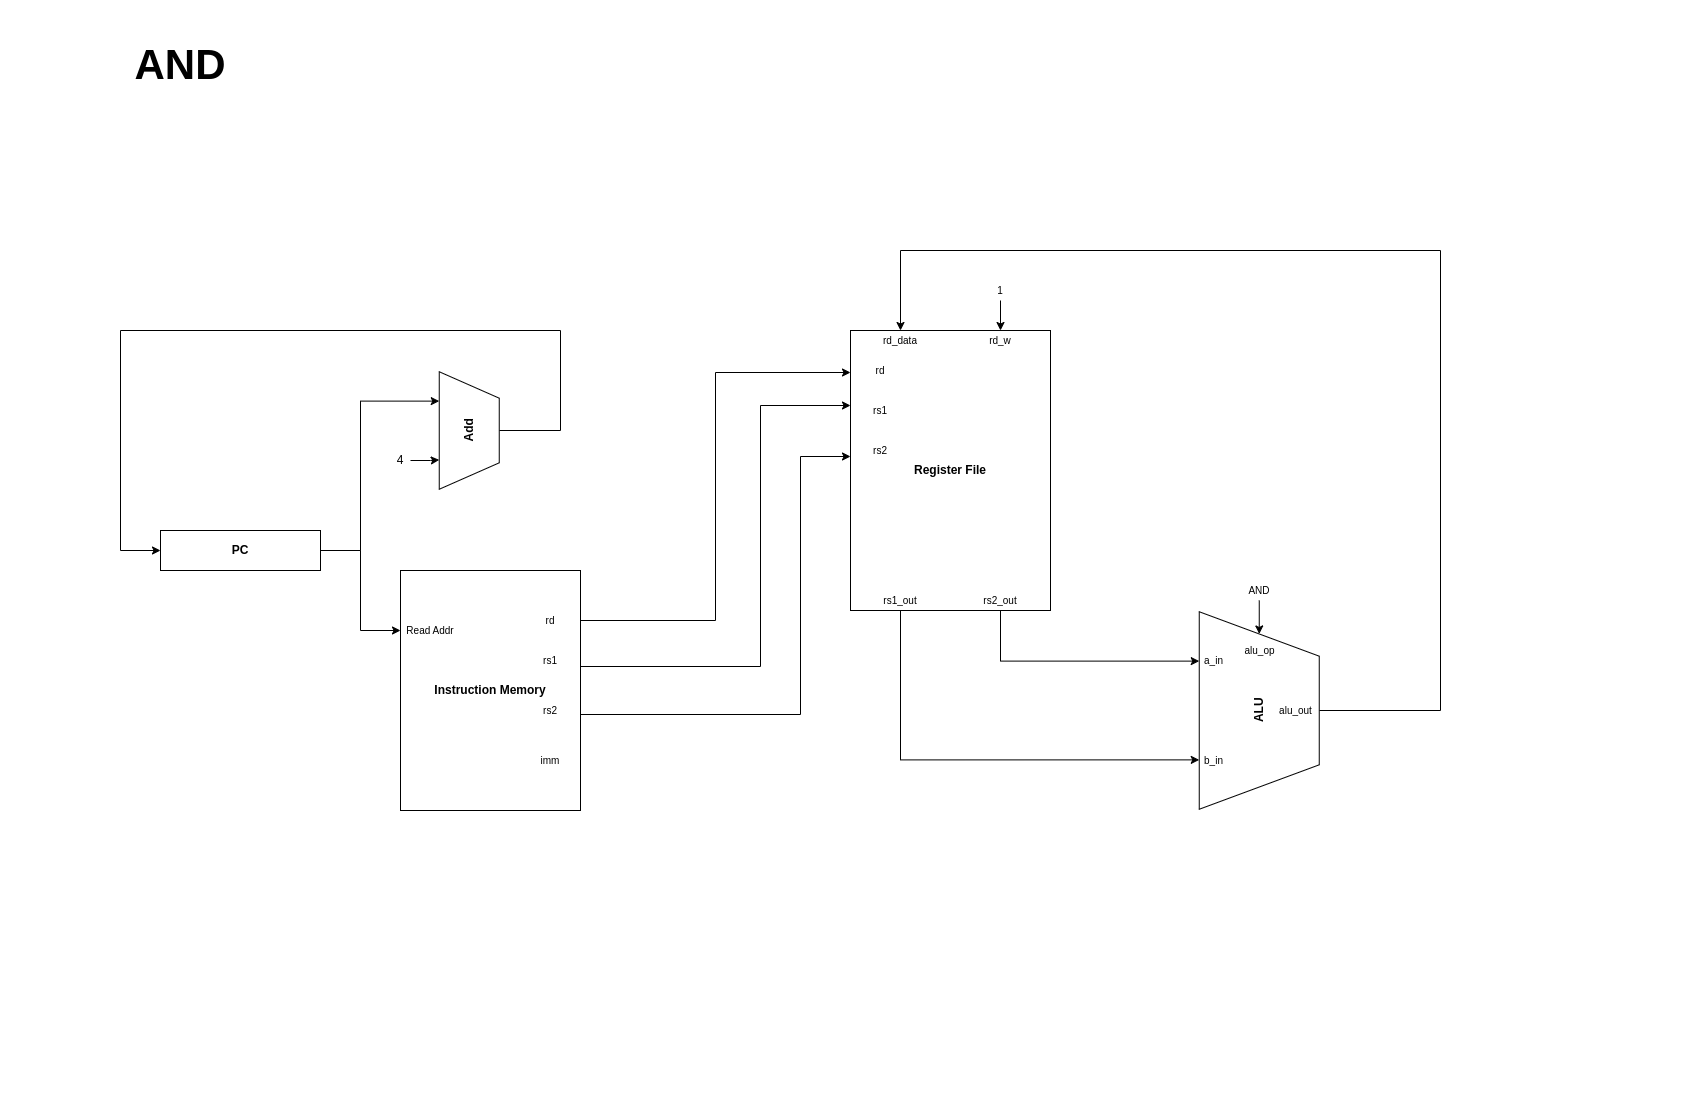 AND
1
rd_data
rd_w
rd
rs1
rs2
Register File
rs1_out
rs2_out
Add
4
PC
Read Addr
rd
rs1
Instruction Memory
rs2
imm
AND
alu_op
a_in
ALU
alu_out
b_in